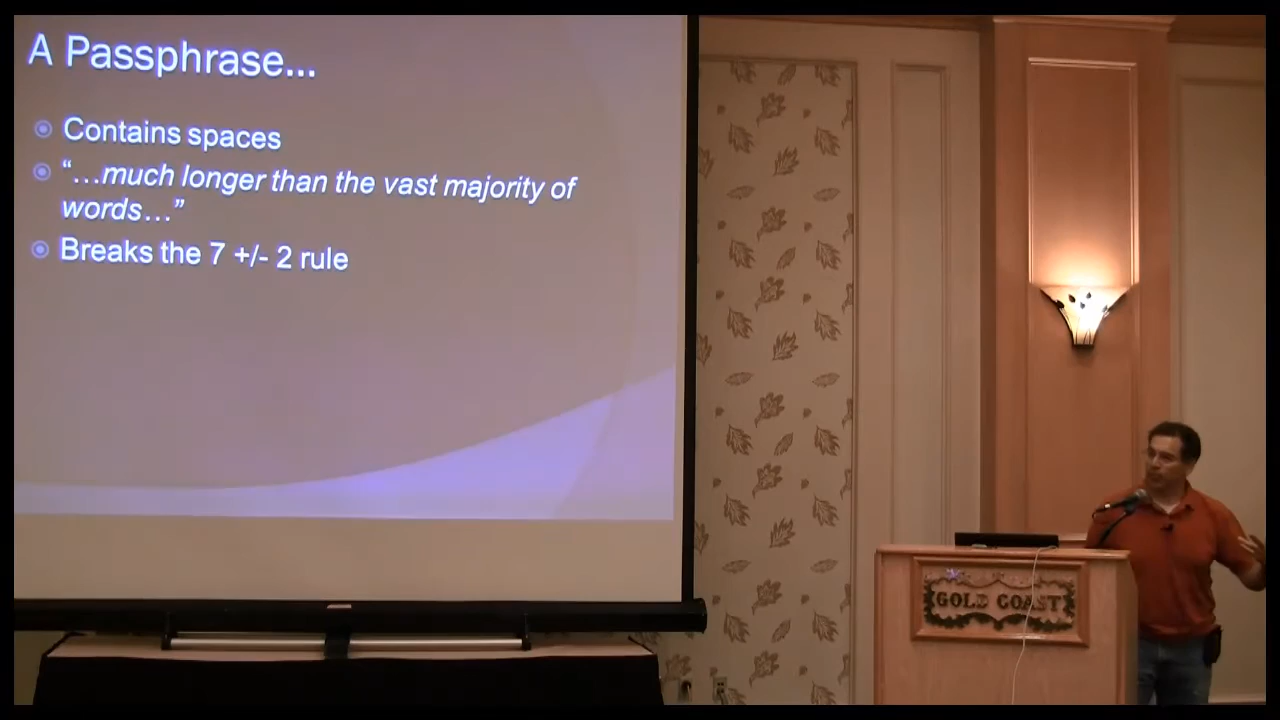 A Passphrase...
Contains spaces
“…much longer than the vast majority of
words…”
Breaks the 7 +/- 2 rule
GOLD COAST